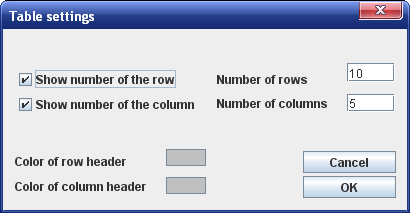 Table settings
Show number of the row
Number of rows 10
Show number of the column
Number of columns 5
Color of row header
Color of column header
Cancel
OK